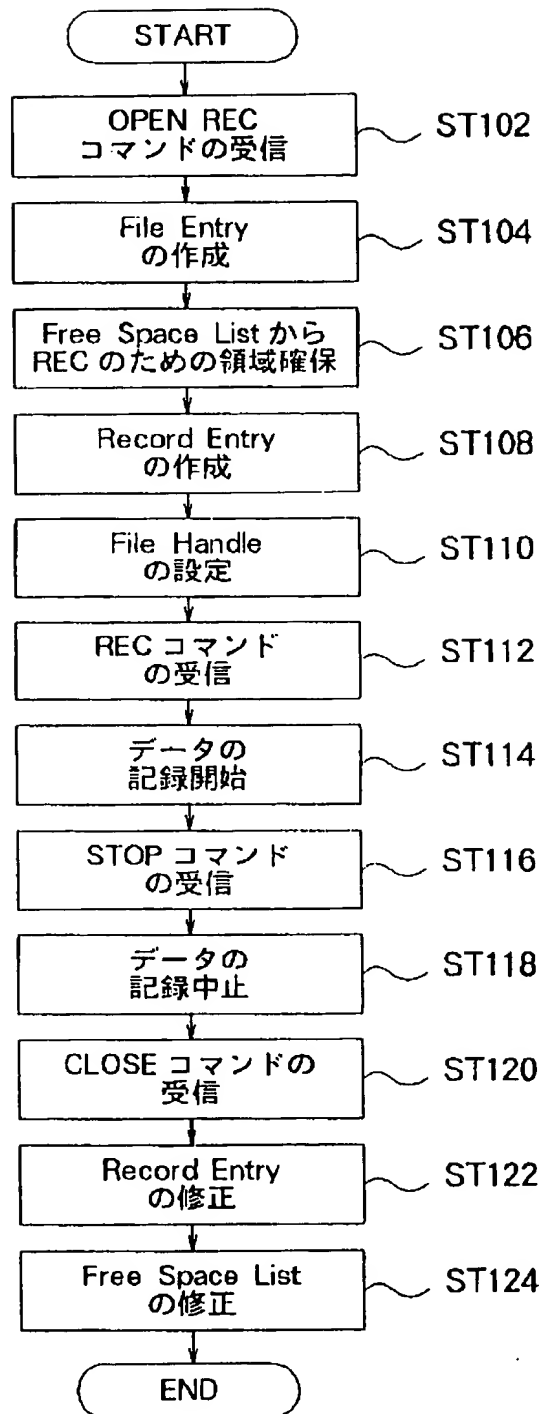 START
OPEN REC
コマンドの受信
ST102
File Entry
の作成
ST104
Free Space List から
REC のための領域確保
ST106
Record Entry
の作成
ST108
File Handle
の設定
ST110
REC コマンド
の受信
ST112
データの
記録開始
ST114
STOP コマンド
の受信
ST116
データの
記録中止
ST118
CLOSE コマンドの
受信
ST120
Record Entry
の修正
ST122
Free Space List
の修正
ST124
END